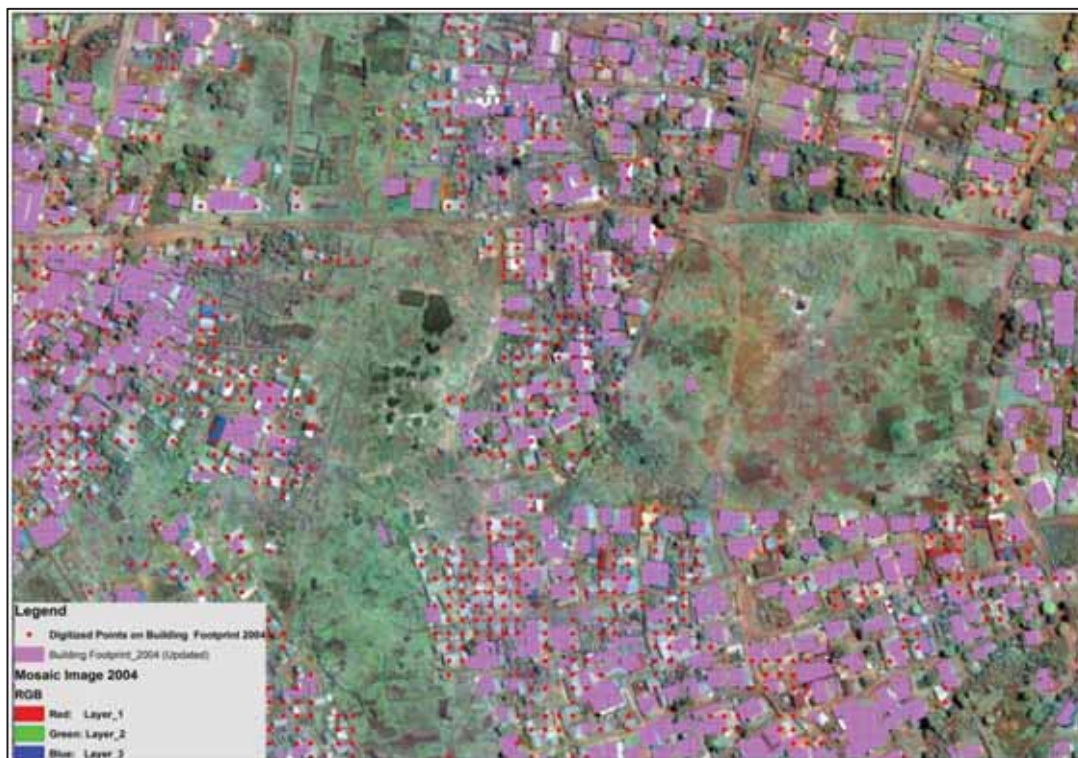 Legend
Digitized Points on Building Footprint 2004
Building Footprint_2004 (Updated)
Mosaic Image 2004
RGB
Red: Layer_1
Green: Layer_2
Blue: Layer_3